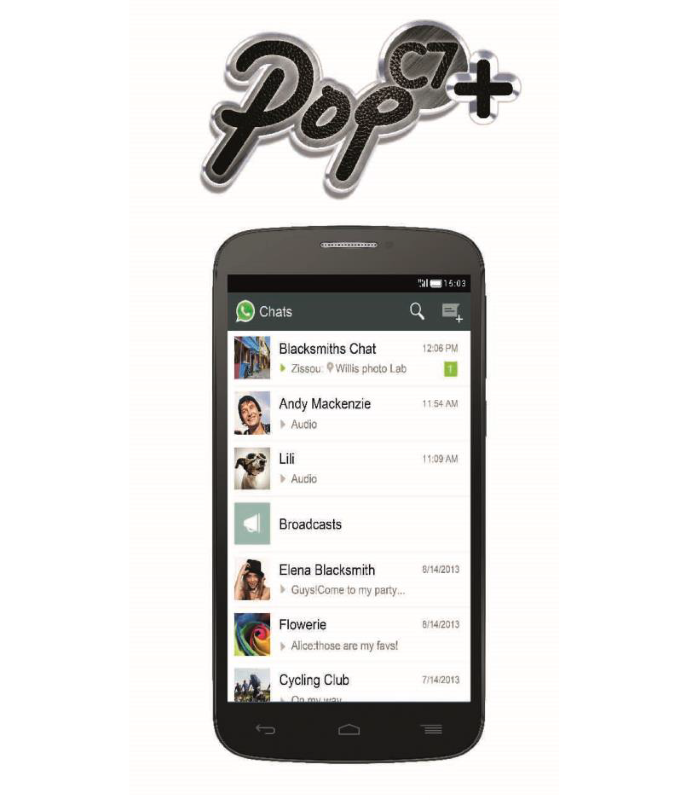 Pop C7+
15:03
Chats
Blacksmiths Chat 12:06 PM
Zissou: Willis photo Lab 1
Andy Mackenzie 11:54 AM
Audio
Lili 11:09 AM
Audio
Broadcasts
Elena Blacksmith 8/14/2013
Guys!Come to my party...
Flowerie 8/14/2013
Alice:those are my favs!
Cycling Club 7/14/2013
On my way